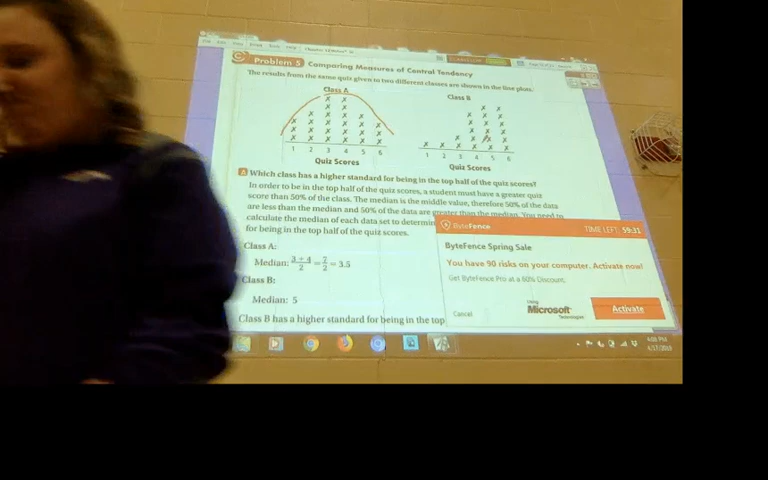 Problem 5 Comparing Measures of Central Tendency
The results from the same quiz given to two different classes are shown in the line plots.
Class A
Class B
1 2 3 4 5 6
1 2 3 4 5 6
Quiz Scores
Quiz Scores
A Which class has a higher standard for being in the top half of the quiz scores?
In order to be in the top half of the quiz scores, a student must have a greater quiz
score than 50% of the class. The median is the middle value, therefore 50% of the data
are less than the median and 50% of the data are greater than the median. You need to
calculate the median of each data set to determin
for being in the top half of the quiz scores.
Class A:
Median: 3 + 4 / 2 = 7 / 2 = 3.5
Class B:
Median: 5
Class B has a higher standard for being in the top
ByteFence
TIME LEFT: 59:31
ByteFence Spring Sale
You have 90 risks on your computer. Activate now!
Get ByteFence Pro at a 60% Discount.
Cancel
Using
Microsoft
Technologies
Activate